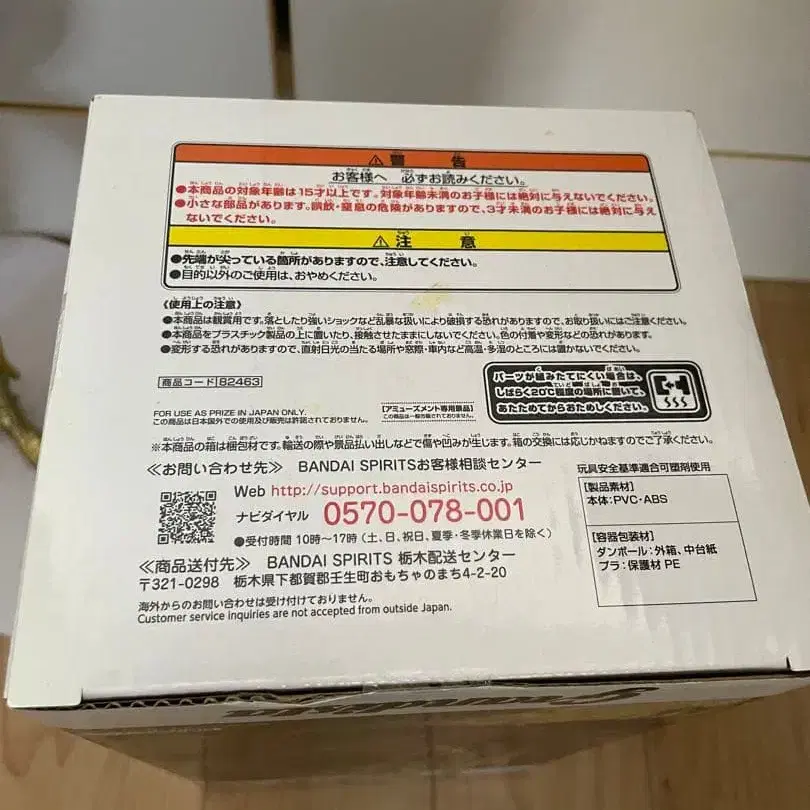 ⚠警告
お客様へ 必ずお読みください。
●本商品の対象年齢は15才以上です。対象年齢未満のお子様には絶対に与えないでください。
●小さな部品があります。誤飲・窒息の危険がありますので、3才未満のお子様には絶対に与え
ないでください。
⚠注意
●先端が尖っている箇所がありますので、注意してください。
●目的以外のご使用は、おやめください。
《使用上の注意》
●本商品は観賞用です。落としたり強いショックなど乱暴な扱いにより破損する恐れがありますので、お取り扱いにはご注意ください。
●本商品をプラスチック製品の上に置いたり、接触させたままにしないでください。色の付着や変形などの恐れがあります。
●変形する恐れがありますので、直射日光の当たる場所や窓際・車内など高温・多湿のところには置かないでください。
商品コード 82463
パーツが組みたてにくい場合は、
しばらく20℃程度の場所に置いて、
あたためてからおためしください。
FOR USE AS PRIZE IN JAPAN ONLY.
この商品は日本国外での使用及び販売は許諾されておりません。
【アミューズメント専用景品】
この商品は一般市販されておりません。
※本商品の箱は梱包材です。輸送の際や景品払い出しなどで傷や凹みが生じます。箱の交換には応じかねますのでご了承ください。
≪お問い合わせ先≫ BANDAI SPIRITSお客様相談センター
Web http://support.bandaispirits.co.jp
ナビダイヤル 0570-078-001
●受付時間 10時〜17時(土、日、祝日、夏季・冬季休業日を除く)
≪商品送付先≫ BANDAI SPIRITS 栃木配送センター
〒321-0298 栃木県下都賀郡壬生町おもちゃのまち4-2-20
海外からのお問い合わせは受け付けておりません。
Customer service inquiries are not accepted from outside Japan.
玩具安全基準適合可塑剤使用
[製品素材]
本体:PVC・ABS
[容器包装材]
ダンボール:外箱、中台紙
プラ:保護材 PE